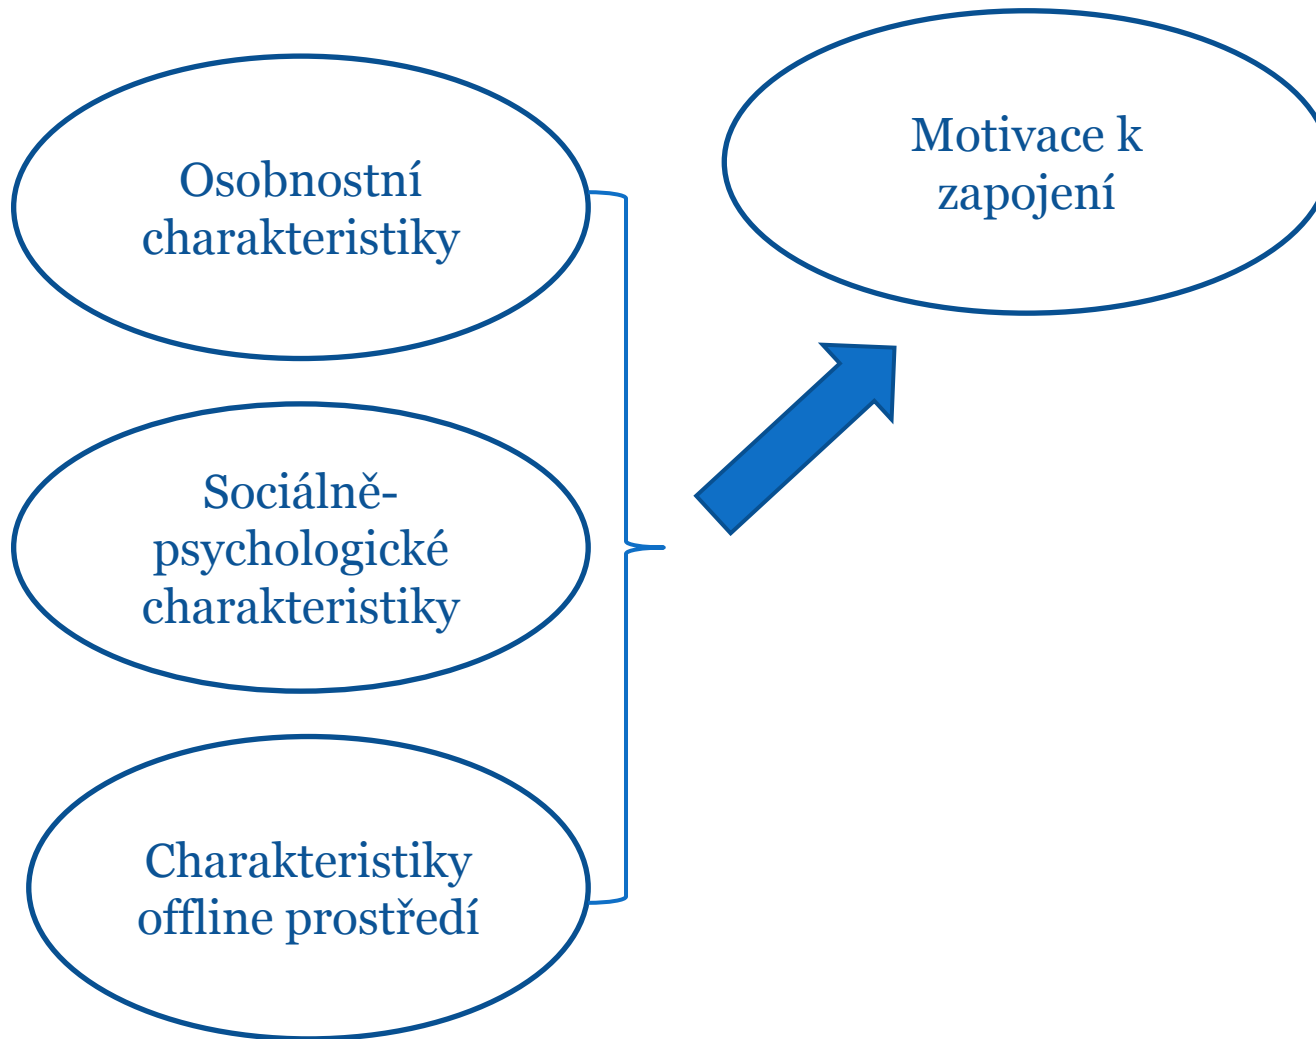 Osobnostní
charakteristiky
Motivace k
zapojení
Sociálně-
psychologické
charakteristiky
Charakteristiky
offline prostředí